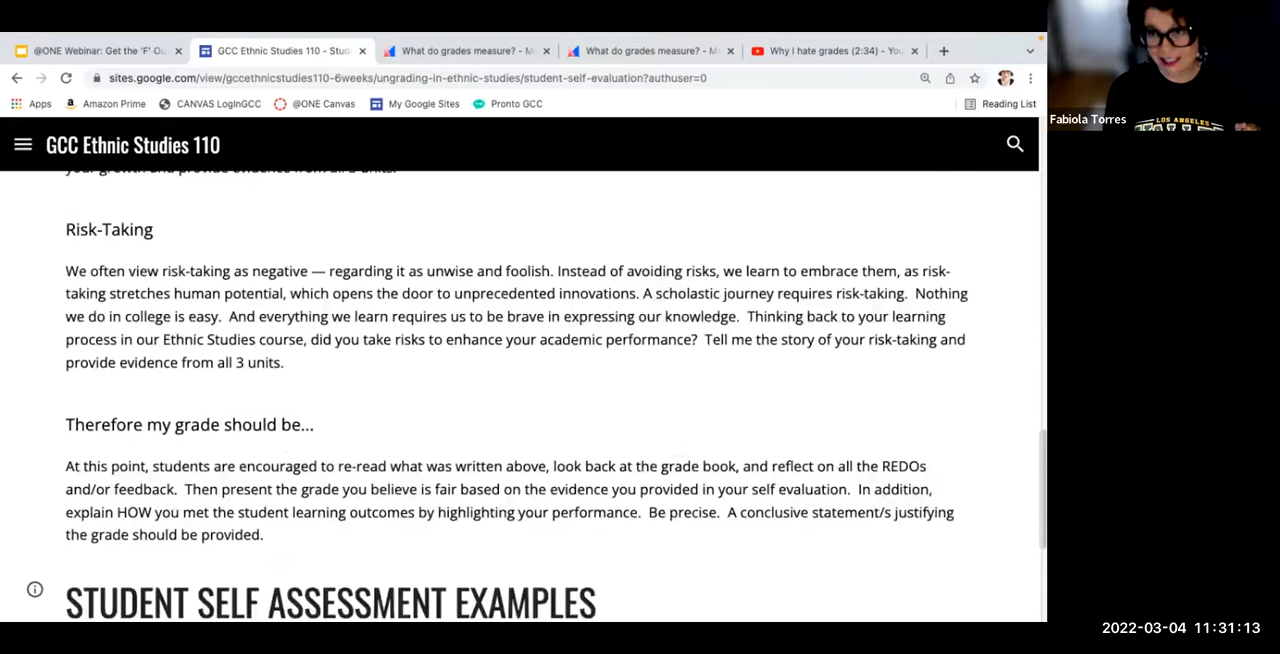 @ONE Webinar: Get the 'F' Ou
GCC Ethnic Studies 110 - Stud
What do grades measure? - M
What do grades measure? - M
Why I hate grades (2:34) - You
sites.google.com/view/gccethnicstudies110-6weeks/ungrading-in-ethnic-studies/student-self-evaluation?authuser=0
Apps
Amazon Prime
CANVAS LogInGCC
@ONE Canvas
My Google Sites
Pronto GCC
Reading List
Fabiola Torres
LOS ANGELES
GCC Ethnic Studies 110
your growth and provide evidence from all 3 units.
Risk-Taking
We often view risk-taking as negative — regarding it as unwise and foolish. Instead of avoiding risks, we learn to embrace them, as risk-
taking stretches human potential, which opens the door to unprecedented innovations. A scholastic journey requires risk-taking. Nothing
we do in college is easy. And everything we learn requires us to be brave in expressing our knowledge. Thinking back to your learning
process in our Ethnic Studies course, did you take risks to enhance your academic performance? Tell me the story of your risk-taking and
provide evidence from all 3 units.
Therefore my grade should be...
At this point, students are encouraged to re-read what was written above, look back at the grade book, and reflect on all the REDOs
and/or feedback. Then present the grade you believe is fair based on the evidence you provided in your self evaluation. In addition,
explain HOW you met the student learning outcomes by highlighting your performance. Be precise. A conclusive statement/s justifying
the grade should be provided.
STUDENT SELF ASSESSMENT EXAMPLES
2022-03-04 11:31:13